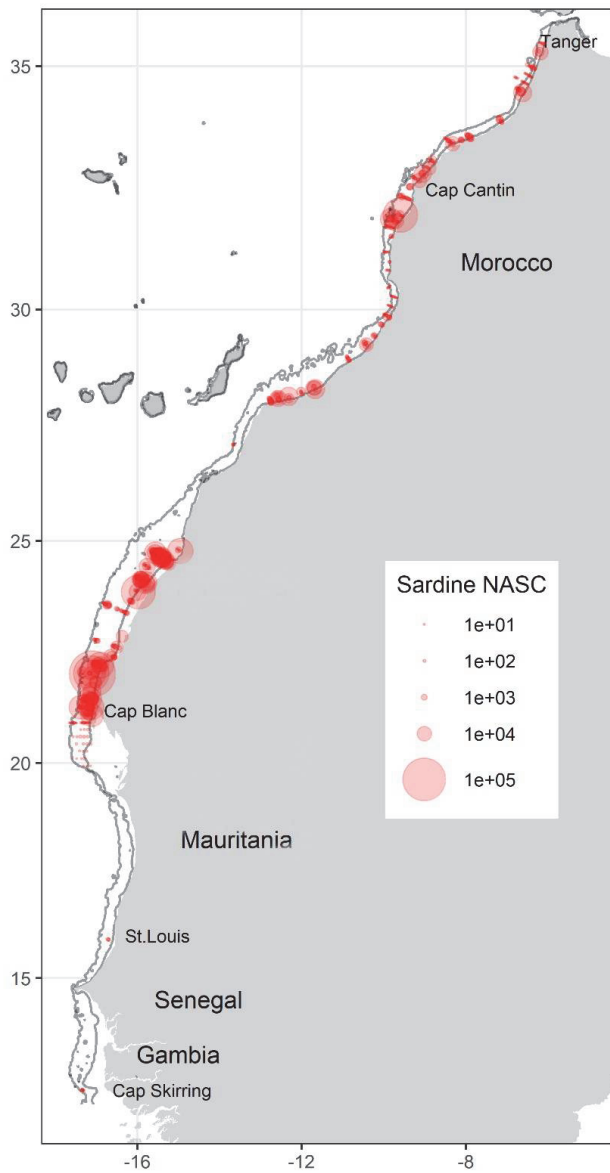 35
30
25
20
15
Tanger
Cap Cantin
Morocco
Sardine NASC
1e+01
1e+02
1e+03
1e+04
1e+05
Cap Blanc
Mauritania
St.Louis
Senegal
Gambia
Cap Skirring
-16
-12
-8